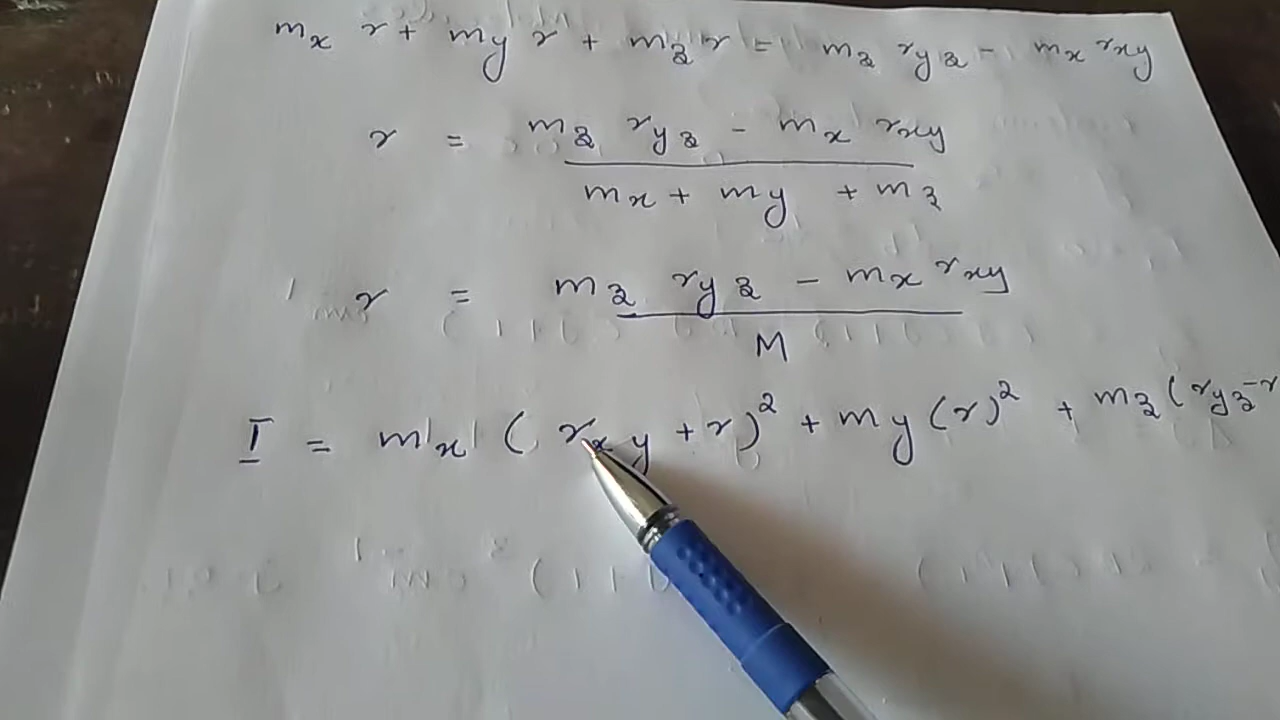 mx r + my r + mz r = mz ryz - mx rxy
r = mz ryz - mx rxy
mx + my + mz
r = mz ryz - mx rxy
M
I = mx ( rxy + r )² + my (r)² + mz ( ryz - r